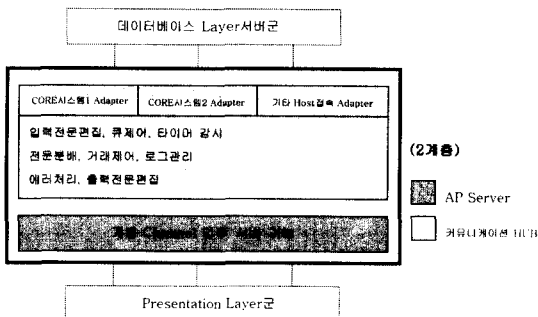 데이터베이스 Layer서버군
CORE시스템1 Adapter
CORE시스템2 Adapter
기타 Host접속 Adapter
입력전문편집, 큐제어, 타이머 감시
전문분배, 거래제어, 로그관리
에러처리, 출력전문편집
(2계층)
AP Server
커뮤니케이션 HUB
Channel
Presentation Layer군